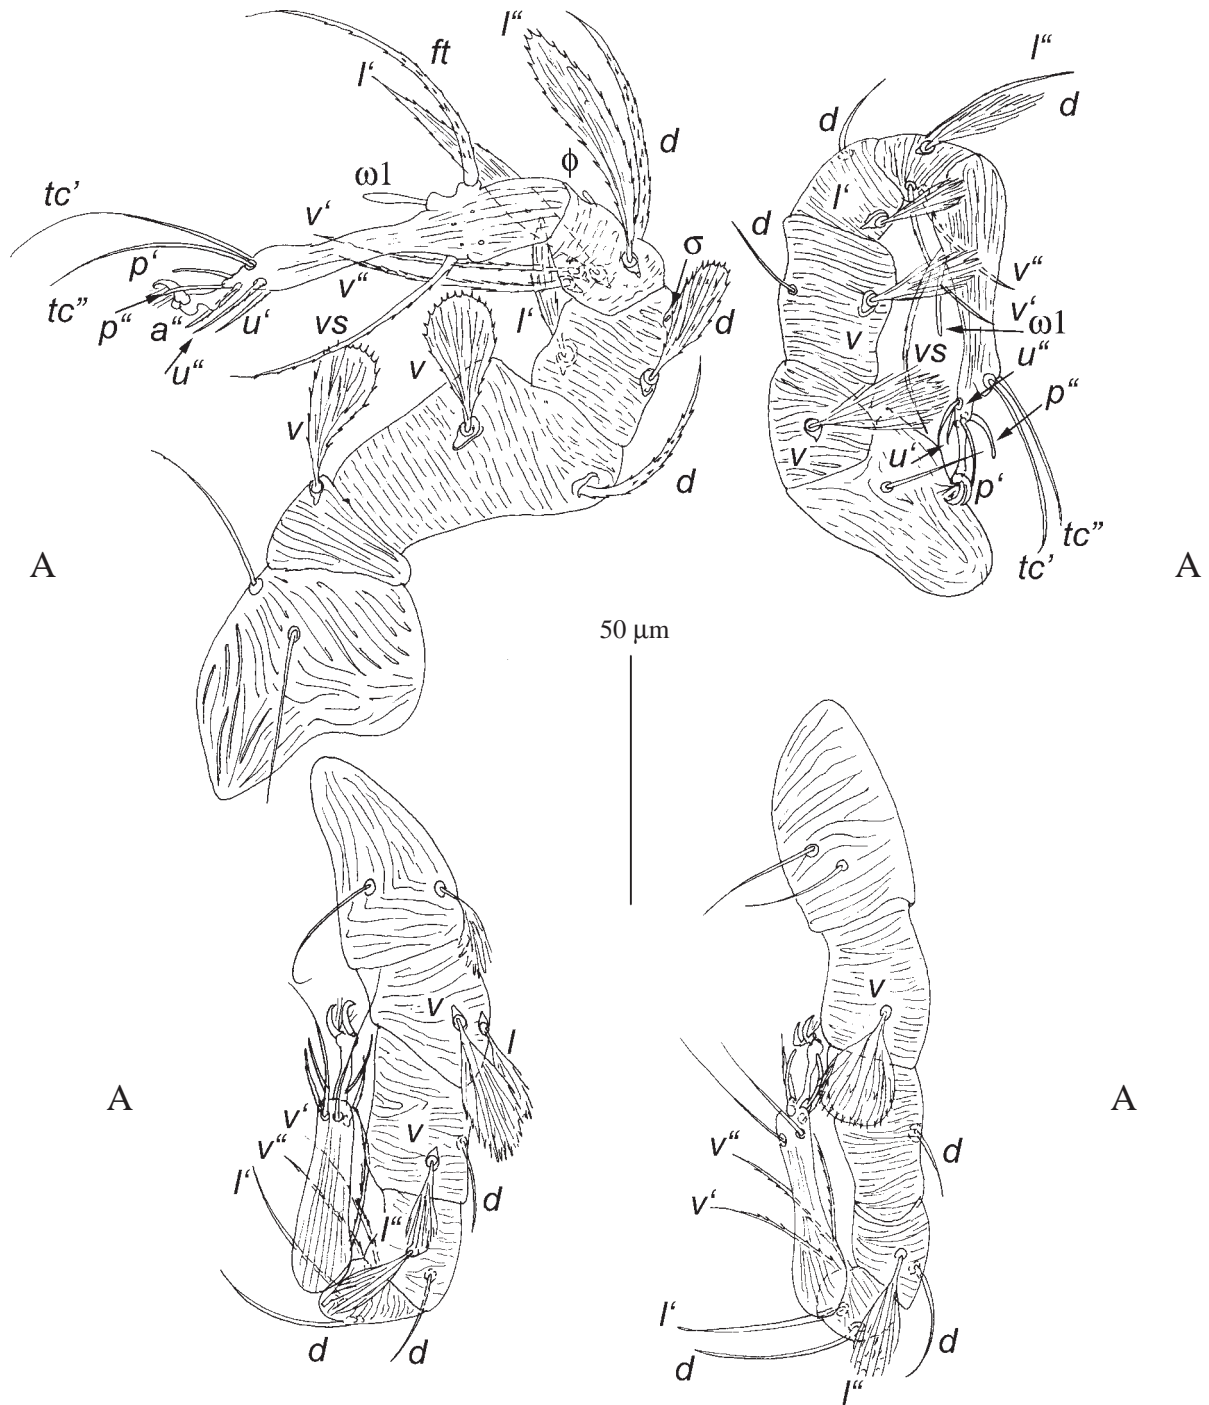 ft
l“
l‘
d
ϕ
ω1
tc’
v‘
σ
p‘
tc”
v“
p“
a“
u‘
vs
l‘
d
u“
v
v
d
A
l“
d
d
l‘
d
v“
v‘
ω1
v
vs
u“
p“
v
u‘
p‘
tc”
tc’
A
50 µm
v
l
A
v‘
v
v“
l‘
d
l“
d
d
v
A
v“
d
v‘
l‘
d
d
l“